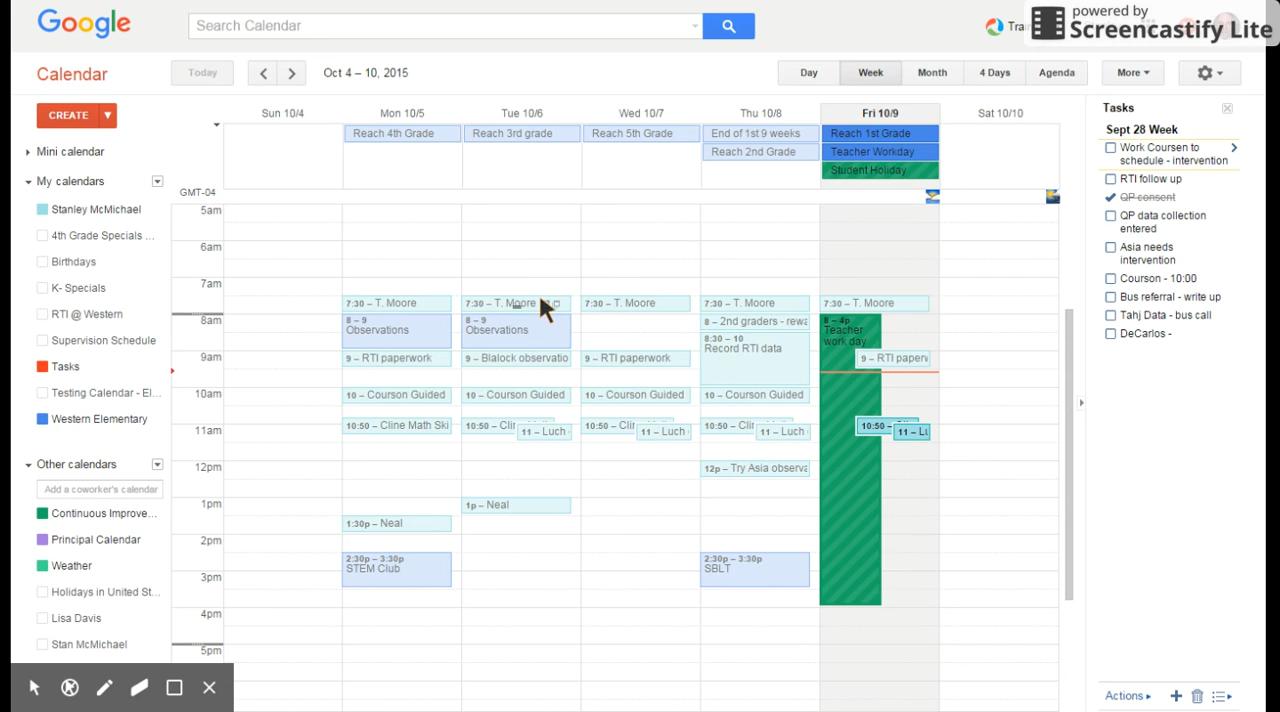 powered by
Screencastify Lite
Google
Search Calendar
Calendar
Today
Oct 4 – 10, 2015
Day
Week
Month
4 Days
Agenda
More
CREATE
Mini calendar
My calendars
Stanley McMichael
4th Grade Specials ...
Birthdays
K- Specials
RTI @ Western
Supervision Schedule
Tasks
Testing Calendar - El...
Western Elementary
Other calendars
Add a coworker's calendar
Continuous Improve...
Principal Calendar
Weather
Holidays in United St...
Lisa Davis
Stan McMichael
Sun 10/4
Mon 10/5
Tue 10/6
Wed 10/7
Thu 10/8
Fri 10/9
Sat 10/10
Reach 4th Grade
Reach 3rd grade
Reach 5th Grade
End of 1st 9 weeks
Reach 1st Grade
Reach 2nd Grade
Teacher Workday
Student Holiday
GMT-04
5am
6am
7am
8am
9am
10am
11am
12pm
1pm
2pm
3pm
4pm
5pm
7:30 – T. Moore
8 – 9
Observations
9 – RTI paperwork
10 – Courson Guided
10:50 – Cline Math Ski
1:30p – Neal
2:30p – 3:30p
STEM Club
7:30 – T. Moore
8 – 9
Observations
9 – Blalock observatio
10 – Courson Guided
10:50 – Clin
11 – Luch
1p – Neal
7:30 – T. Moore
9 – RTI paperwork
10 – Courson Guided
10:50 – Clin
11 – Luch
7:30 – T. Moore
8 – 2nd graders - rewa
8:30 – 10
Record RTI data
10 – Courson Guided
10:50 – Clin
11 – Luch
12p – Try Asia observa
2:30p – 3:30p
SBLT
7:30 – T. Moore
8 – 4p
Teacher
work day
9 – RTI paperv
10:50 –
11 – Lu
Tasks
Sept 28 Week
Work Coursen to
schedule - intervention
RTI follow up
QP consent
QP data collection
entered
Asia needs
intervention
Courson - 10:00
Bus referral - write up
Tahj Data - bus call
DeCarlos -
Actions